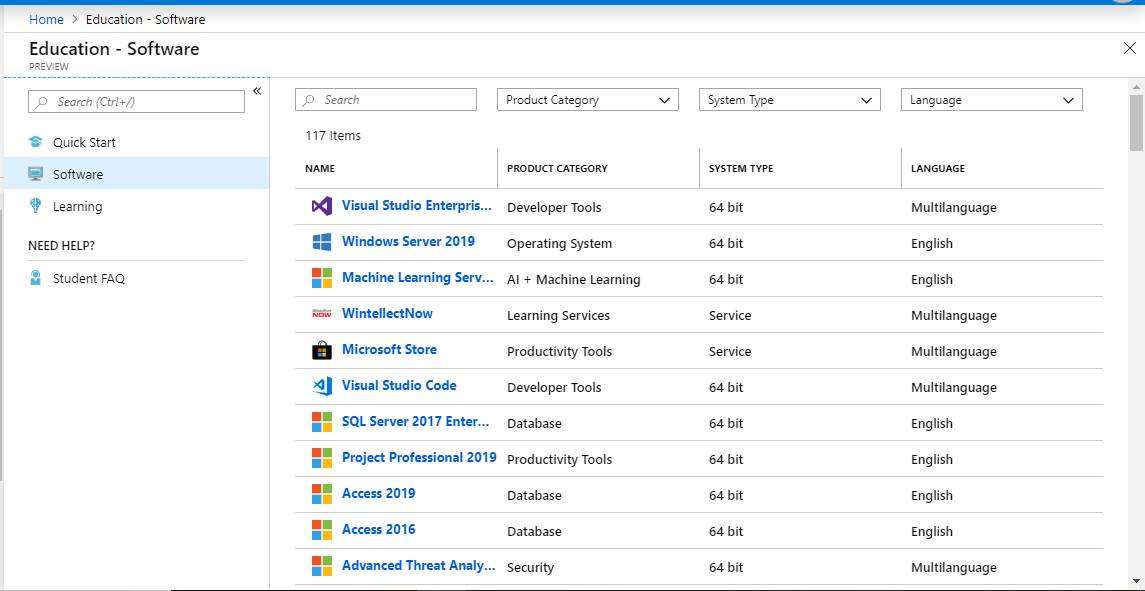 Home > Education - Software
Education - Software
PREVIEW
Search (Ctrl+/)
«
Quick Start
Software
Learning
NEED HELP?
Student FAQ
Search Product Category System Type Language
117 Items
NAME PRODUCT CATEGORY SYSTEM TYPE LANGUAGE
Visual Studio Enterpris... Developer Tools 64 bit Multilanguage
Windows Server 2019 Operating System 64 bit English
Machine Learning Serv... AI + Machine Learning 64 bit English
WintellectNow Learning Services Service Multilanguage
Microsoft Store Productivity Tools Service Multilanguage
Visual Studio Code Developer Tools 64 bit Multilanguage
SQL Server 2017 Enter... Database 64 bit English
Project Professional 2019 Productivity Tools 64 bit English
Access 2019 Database 64 bit English
Access 2016 Database 64 bit English
Advanced Threat Analy... Security 64 bit Multilanguage